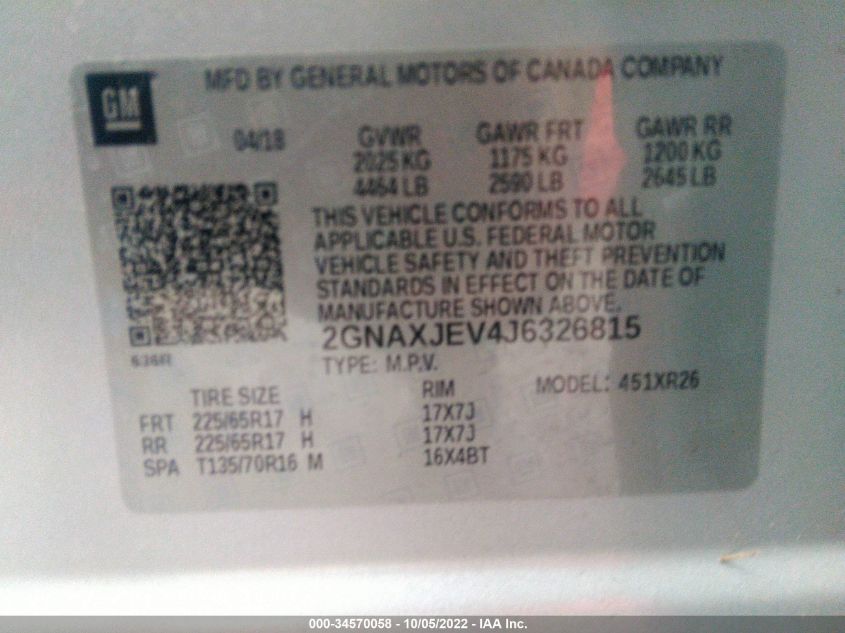 GM
MFD BY GENERAL MOTORS OF CANADA COMPANY
04/18 GVWR GAWR FRT GAWR RR
2025 KG 1175 KG 1200 KG
4464 LB 2590 LB 2645 LB
THIS VEHICLE CONFORMS TO ALL
APPLICABLE U.S. FEDERAL MOTOR
VEHICLE SAFETY AND THEFT PREVENTION
STANDARDS IN EFFECT ON THE DATE OF
MANUFACTURE SHOWN ABOVE.
2GNAXJEV4J6326815
TYPE: M.P.V.
TIRE SIZE RIM MODEL: 451XR26
FRT 225/65R17 H 17X7J
RR 225/65R17 H 17X7J
SPA T135/70R16 M 16X4BT
000-34570058 - 10/05/2022 - IAA Inc.